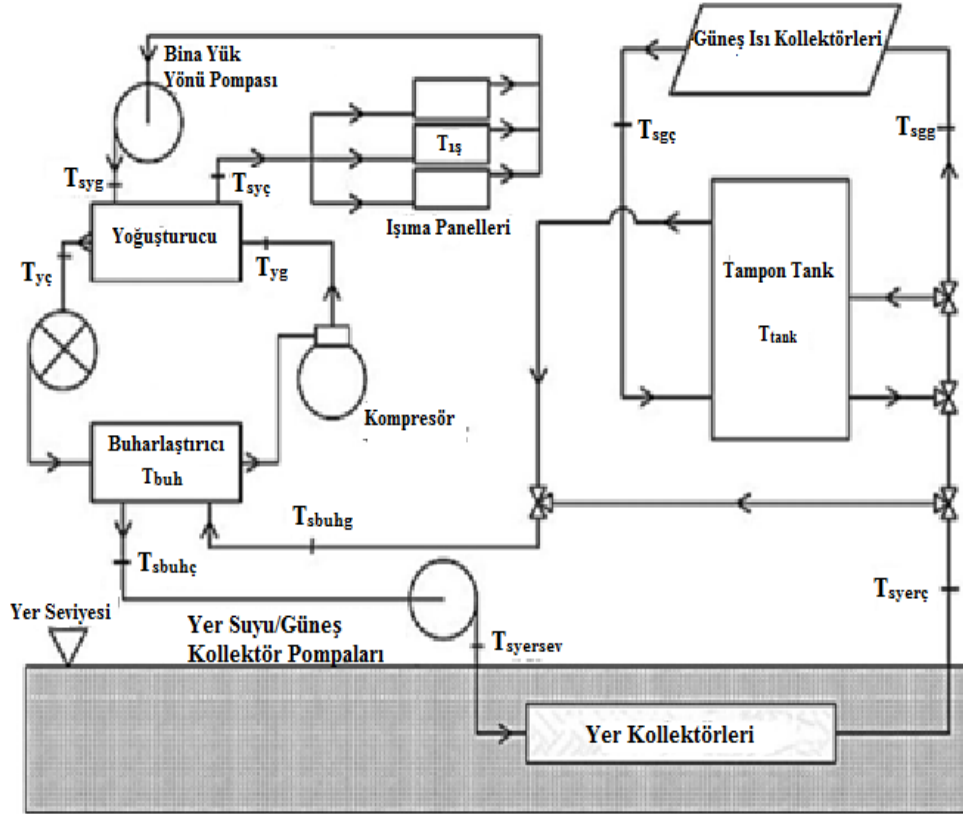 Bina Yük
Yönü Pompası
Güneş Isı Kollektörleri
Tsyg
Tsyç
Tış
Tsgç
Tsgg
Yoğuşturucu
Işıma Panelleri
Tyç
Tyg
Tampon Tank
Ttank
Kompresör
Buharlaştırıcı
Tbuh
Tsbuhg
Tsbuhç
Tsyerç
Yer Seviyesi
Yer Suyu/Güneş
Kollektör Pompaları
Tsyersev
Yer Kollektörleri